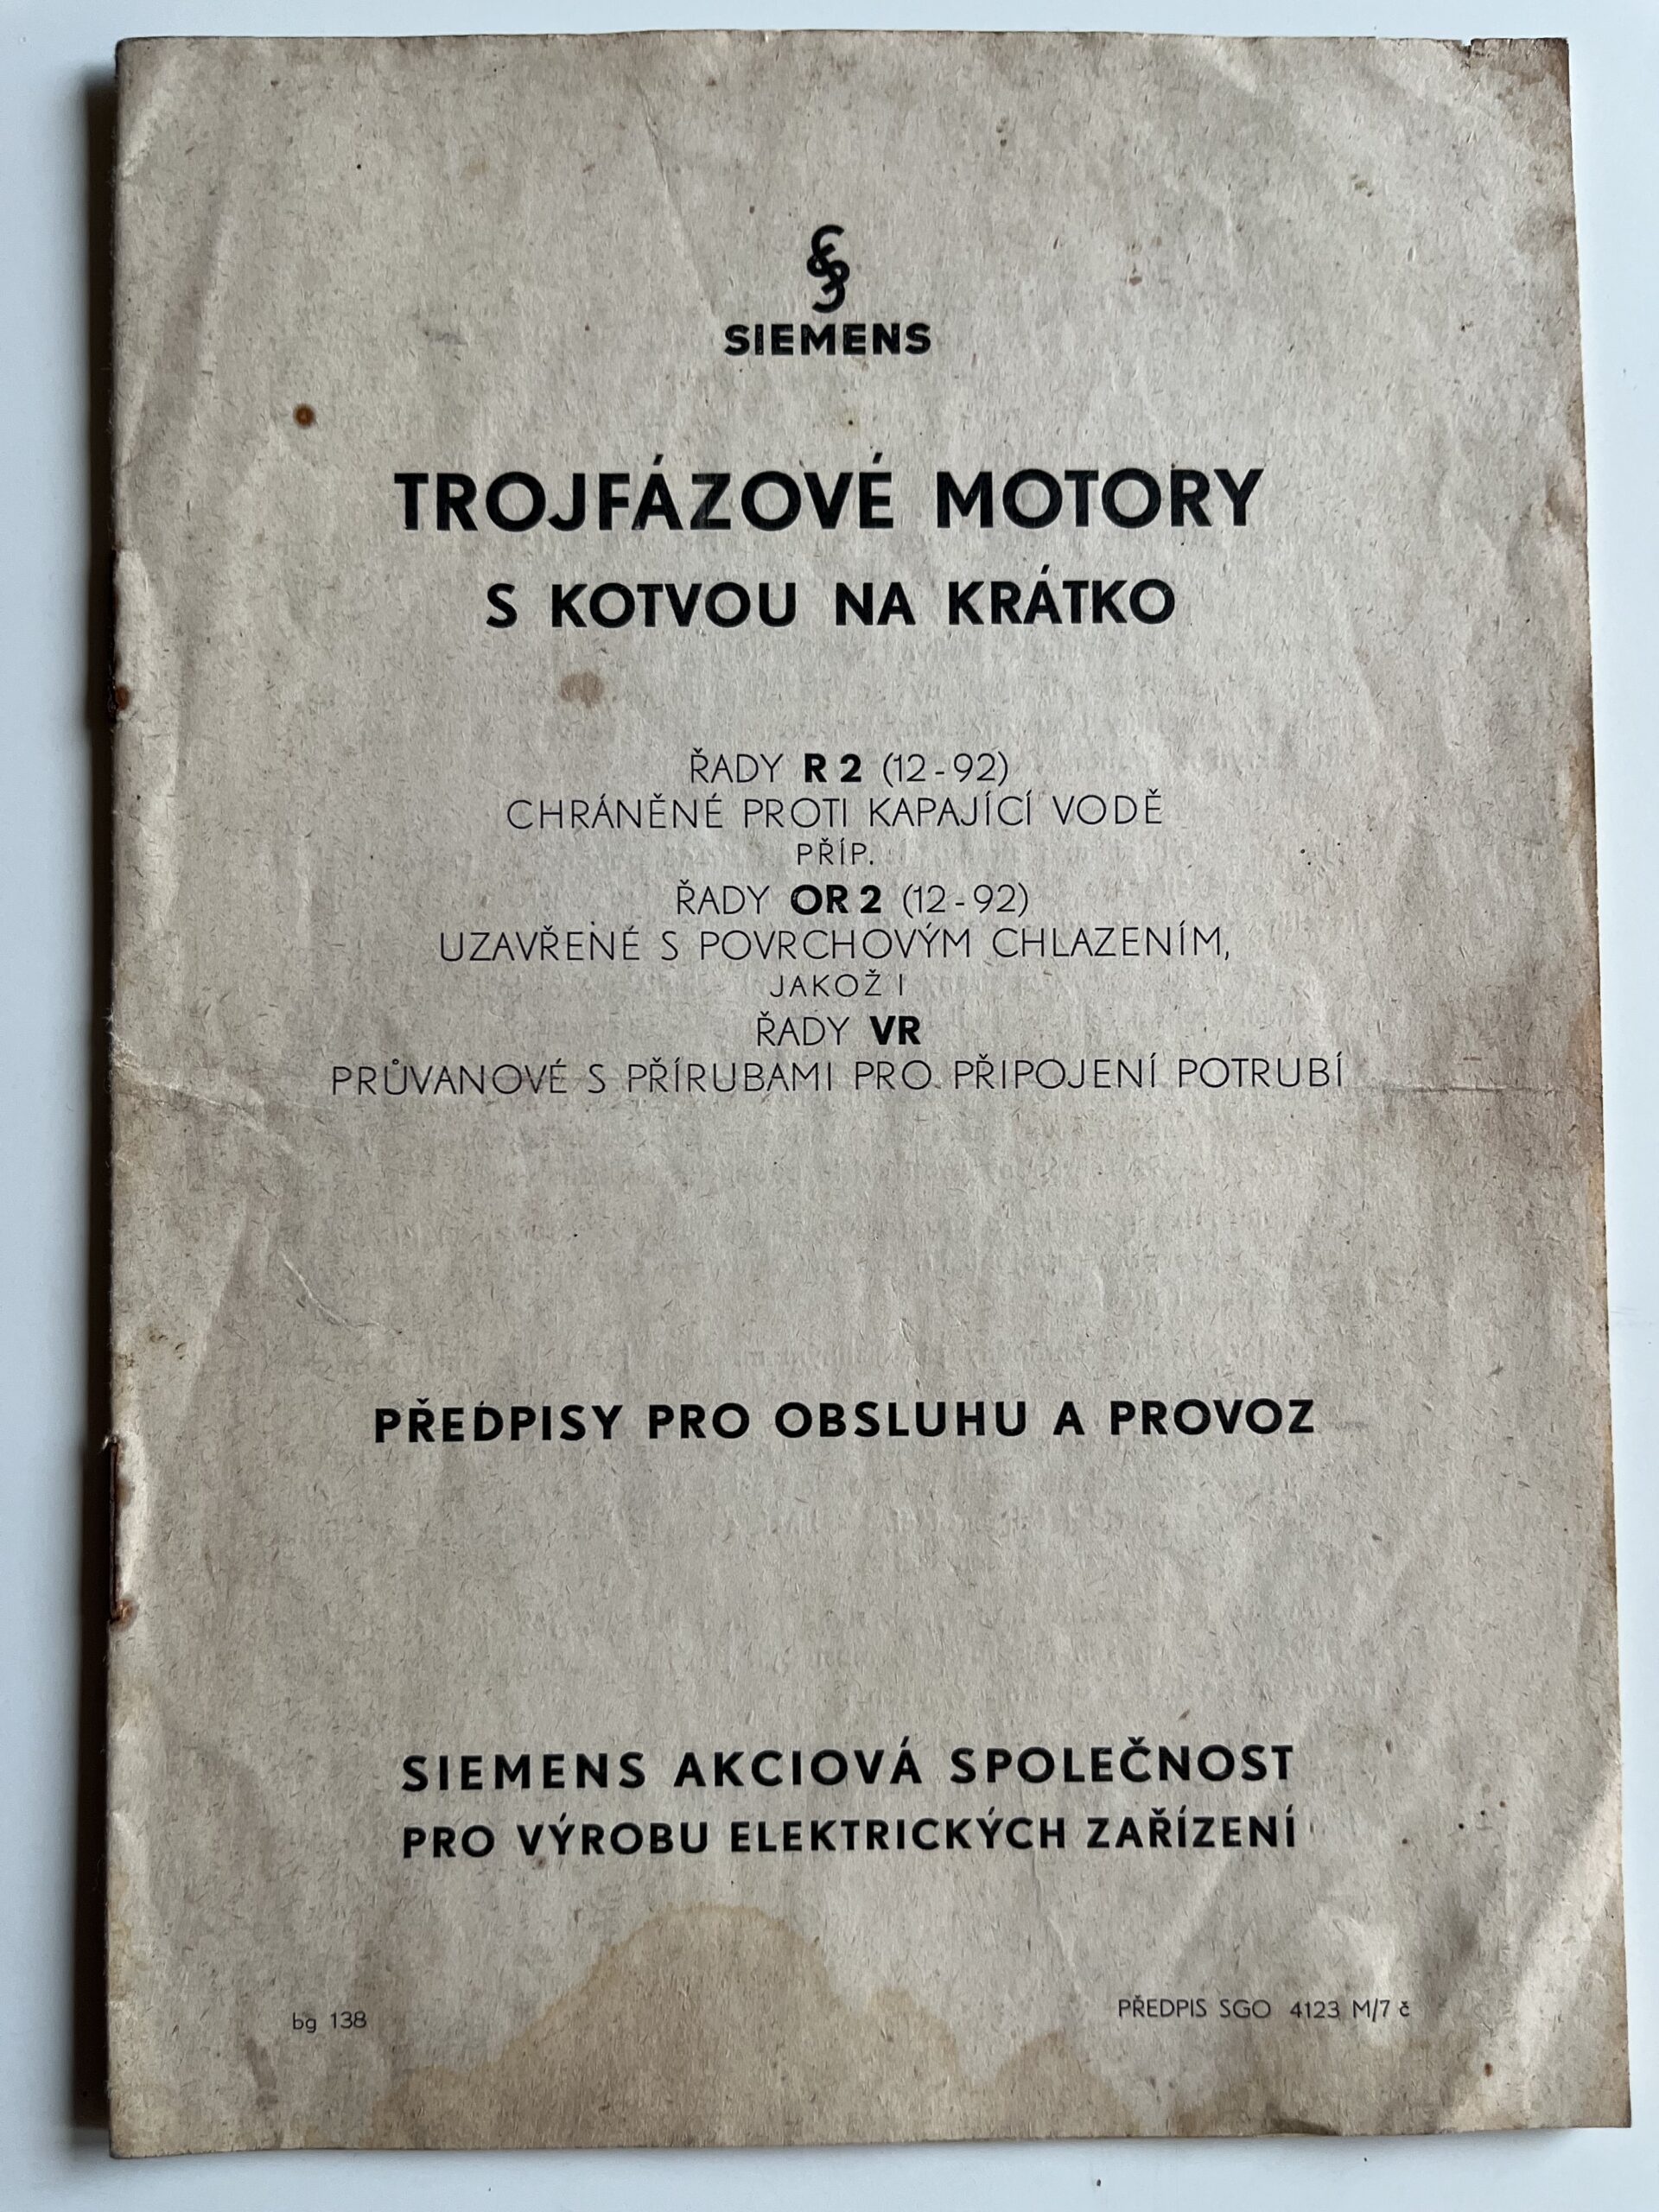 SIEMENS
TROJFÁZOVÉ MOTORY
S KOTVOU NA KRÁTKO
ŘADY R 2 (12-92)
CHRÁNĚNÉ PROTI KAPAJÍCÍ VODĚ
PŘÍP.
ŘADY OR 2 (12-92)
UZAVŘENÉ S POVRCHOVÝM CHLAZENÍM,
JAKOŽ I
ŘADY VR
PRŮVANOVÉ S PŘÍRUBAMI PRO PŘIPOJENÍ POTRUBÍ
PŘEDPISY PRO OBSLUHU A PROVOZ
SIEMENS AKCIOVÁ SPOLEČNOST
PRO VÝROBU ELEKTRICKÝCH ZAŘÍZENÍ
bg 138
PŘEDPIS SGO 4123 M/7 č